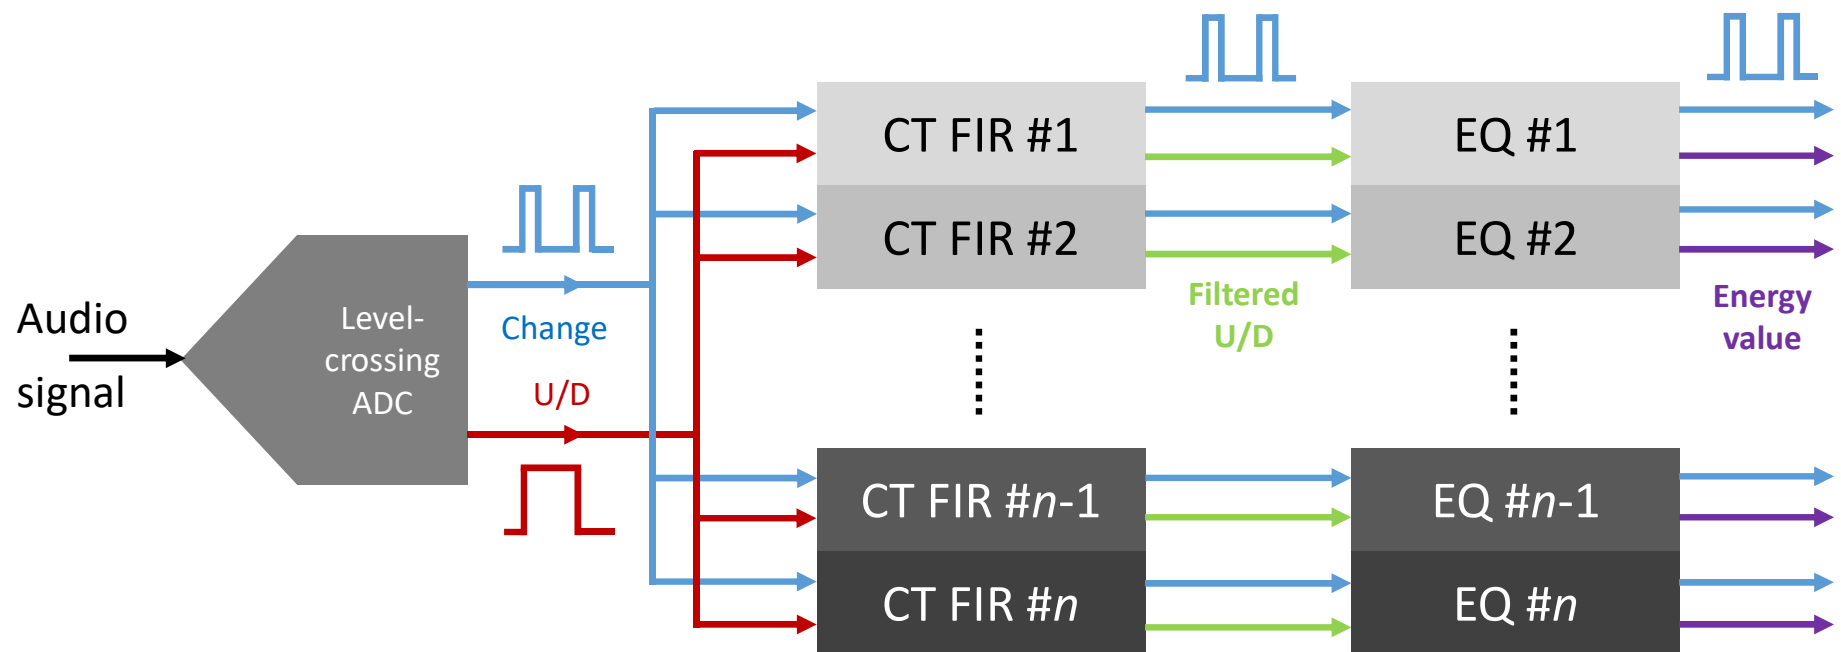 Audio
signal
Level-
crossing
ADC
Change
U/D
CT FIR #1
CT FIR #2
CT FIR #n-1
CT FIR #n
Filtered
U/D
EQ #1
EQ #2
EQ #n-1
EQ #n
Energy
value